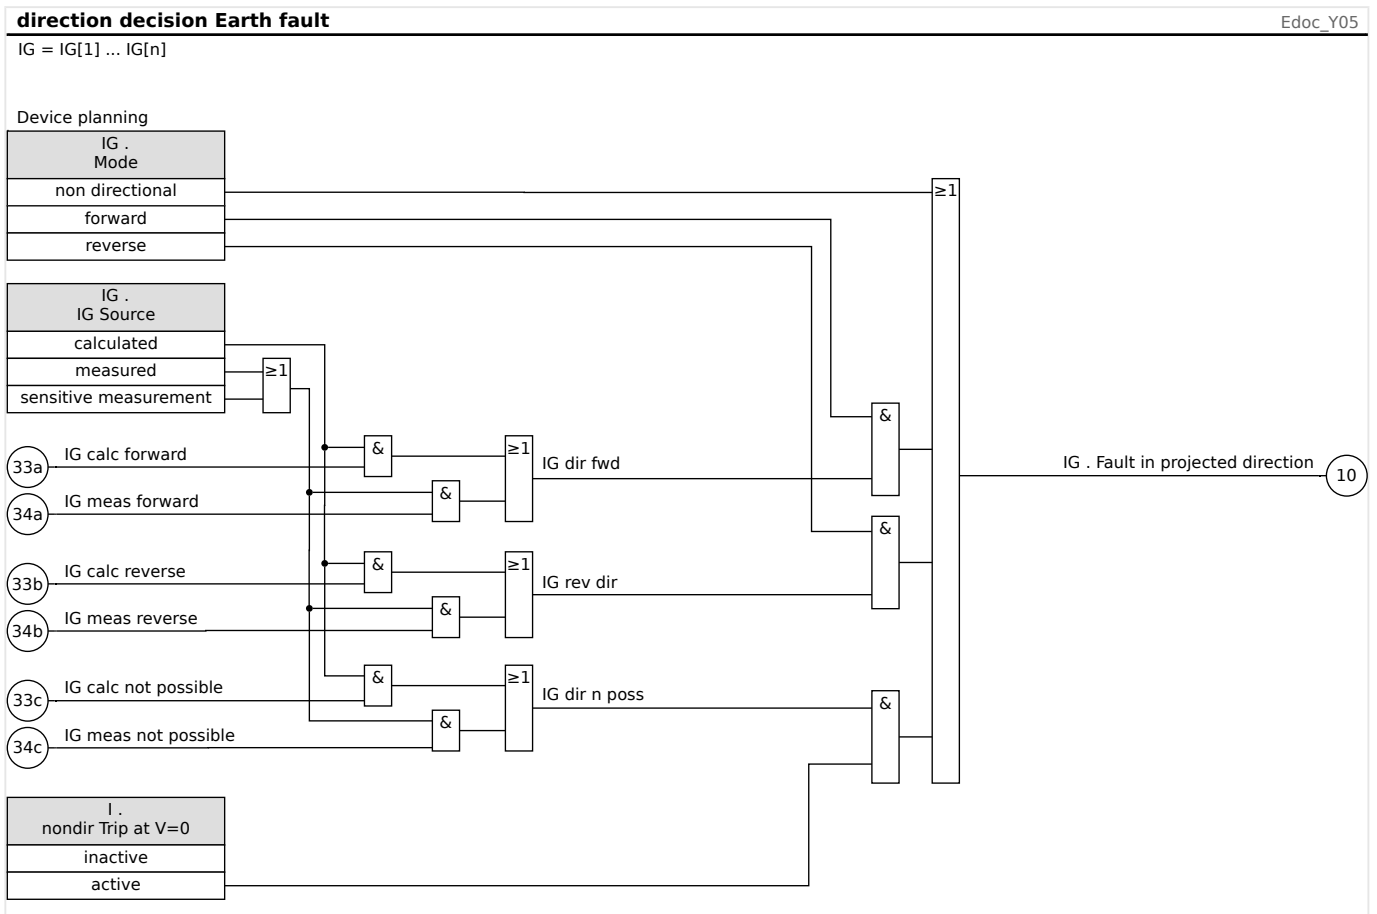 direction decision Earth fault
Edoc_Y05
IG = IG[1] ... IG[n]
Device planning
IG .
Mode
non directional
forward
reverse
≥1
IG .
IG Source
calculated
measured
sensitive measurement
≥1
&
33a
IG calc forward
&
≥1
IG dir fwd
IG . Fault in projected direction
10
34a
IG meas forward
&
&
33b
IG calc reverse
&
≥1
IG rev dir
34b
IG meas reverse
&
33c
IG calc not possible
&
≥1
IG dir n poss
&
34c
IG meas not possible
&
I .
nondir Trip at V=0
inactive
active